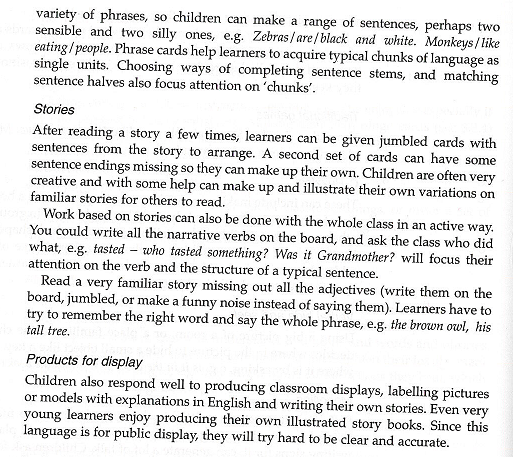 variety of phrases, so children can make a range of sentences, perhaps two
sensible and two silly ones, e.g. Zebras/are/black and white. Monkeys/like
eating/people. Phrase cards help learners to acquire typical chunks of language as
single units. Choosing ways of completing sentence stems, and matching
sentence halves also focus attention on 'chunks'.
Stories
After reading a story a few times, learners can be given jumbled cards with
sentences from the story to arrange. A second set of cards can have some
sentence endings missing so they can make up their own. Children are often very
creative and with some help can make up and illustrate their own variations on
familiar stories for others to read.
Work based on stories can also be done with the whole class in an active way.
You could write all the narrative verbs on the board, and ask the class who did
what, e.g. tasted – who tasted something? Was it Grandmother? will focus their
attention on the verb and the structure of a typical sentence.
Read a very familiar story missing out all the adjectives (write them on the
board, jumbled, or make a funny noise instead of saying them). Learners have to
try to remember the right word and say the whole phrase, e.g. the brown owl, his
tall tree.
Products for display
Children also respond well to producing classroom displays, labelling pictures
or models with explanations in English and writing their own stories. Even very
young learners enjoy producing their own illustrated story books. Since this
language is for public display, they will try hard to be clear and accurate.